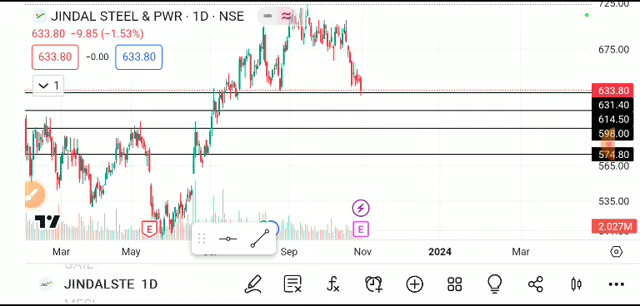 JINDAL STEEL & PWR · 1D · NSE
725.00
633.80 −9.85 (−1.53%)
633.80 −0.00 633.80
675.00
1
633.80
631.40
614.50
598.00
574.80
565.00
535.00
2.027M
E
E
Mar May Sep Nov 2024 Mar
JINDALSTE 1D